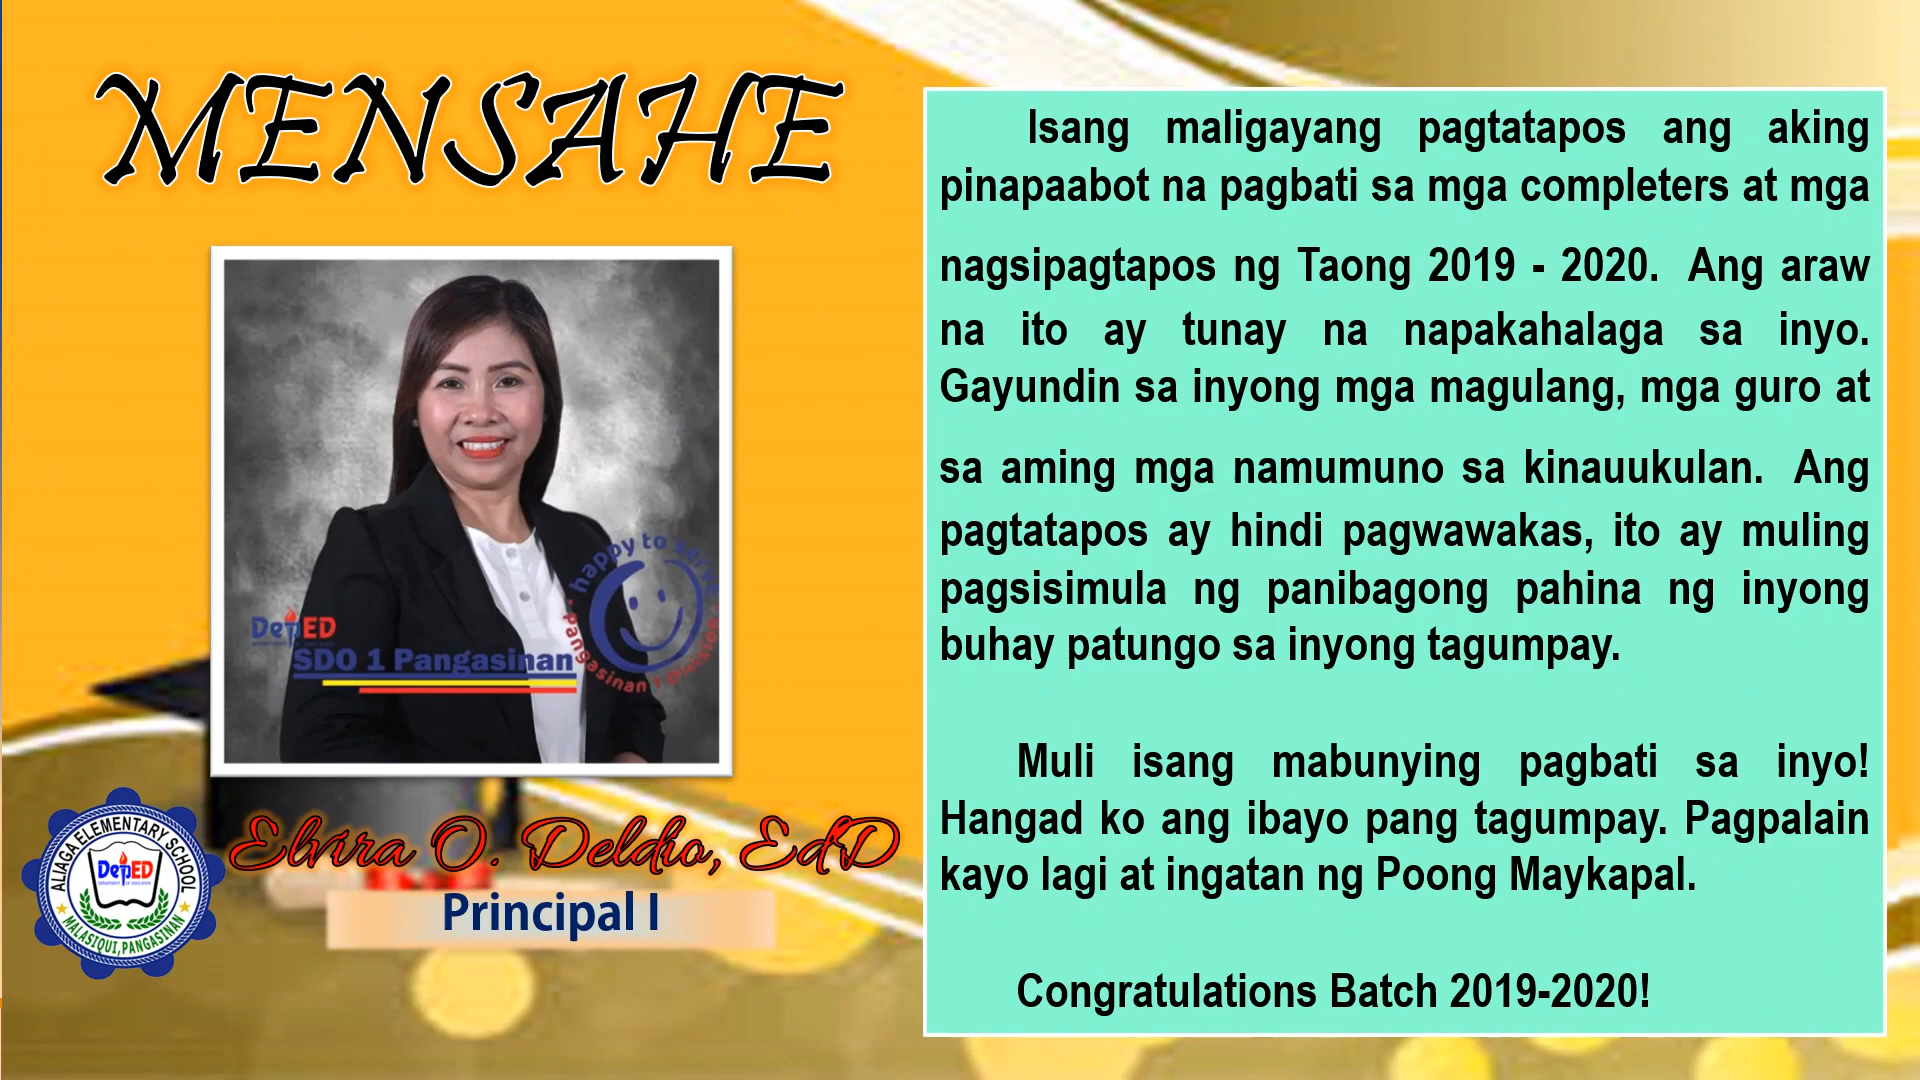 MENSAHE
Isang maligayang pagtatapos ang aking
pinapaabot na pagbati sa mga completers at mga
nagsipagtapos ng Taong 2019 - 2020. Ang araw
na ito ay tunay na napakahalaga sa inyo.
Gayundin sa inyong mga magulang, mga guro at
sa aming mga namumuno sa kinauukulan. Ang
pagtatapos ay hindi pagwawakas, ito ay muling
pagsisimula ng panibagong pahina ng inyong
buhay patungo sa inyong tagumpay.
Muli isang mabunying pagbati sa inyo!
Hangad ko ang ibayo pang tagumpay. Pagpalain
kayo lagi at ingatan ng Poong Maykapal.
Congratulations Batch 2019-2020!
happy to serve
DepED
SDO 1 Pangasinan
Pangasinan 1 Division
Elvira O. Deldio, EdD
Principal I
ALIAGA ELEMENTARY SCHOOL
DepED
DEPARTMENT OF EDUCATION
MALASIQUI, PANGASINAN